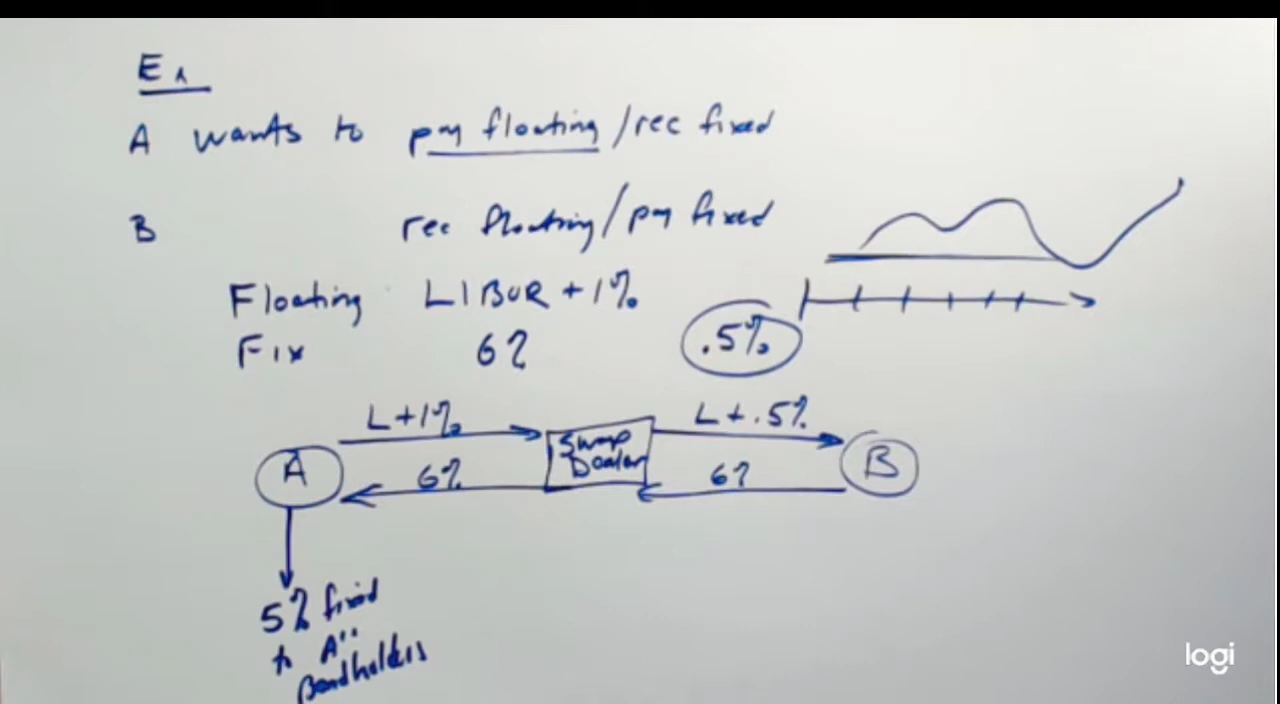 Ex
A wants to pay floating/rec fixed
B rec floating/pay fixed
Floating LIBOR + 1%
Fix 6%
.5%
L+1% L+.5%
A Swap Dealer B
6% 6%
5% fixed
to A's
Bondholders
logi